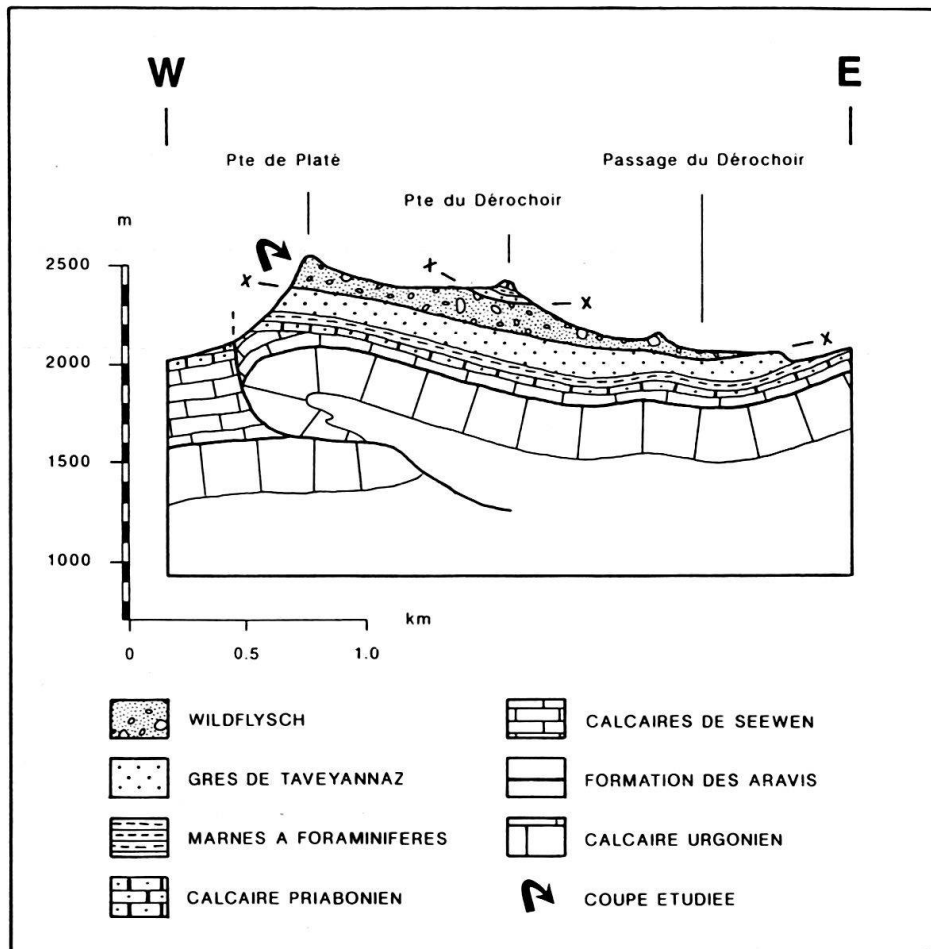 W E
Pte de Platé
Passage du Dérochoir
Pte du Dérochoir
m
2500
x
x
x
x
2000
1500
1000
km
0 0.5 1.0
WILDFLYSCH
CALCAIRES DE SEEWEN
GRES DE TAVEYANNAZ
FORMATION DES ARAVIS
MARNES A FORAMINIFERES
CALCAIRE URGONIEN
CALCAIRE PRIABONIEN
COUPE ETUDIEE